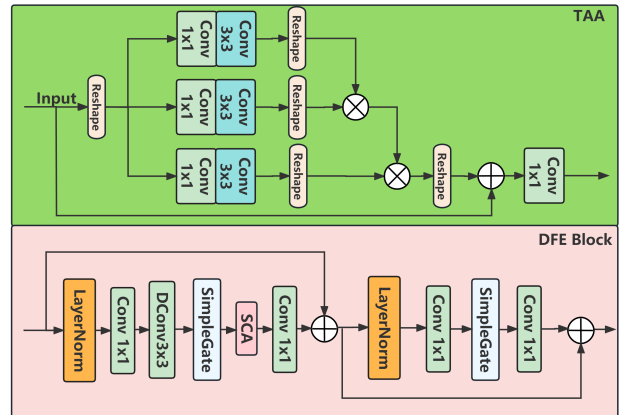 TAA
Input
Reshape
Conv 1x1
Conv 3x3
Reshape
Conv 1x1
Conv 3x3
Reshape
Conv 1x1
Conv 3x3
Reshape
Reshape
Conv 1x1
DFE Block
LayerNorm
Conv 1x1
DConv3x3
SimpleGate
SCA
Conv 1x1
LayerNorm
Conv 1x1
SimpleGate
Conv 1x1